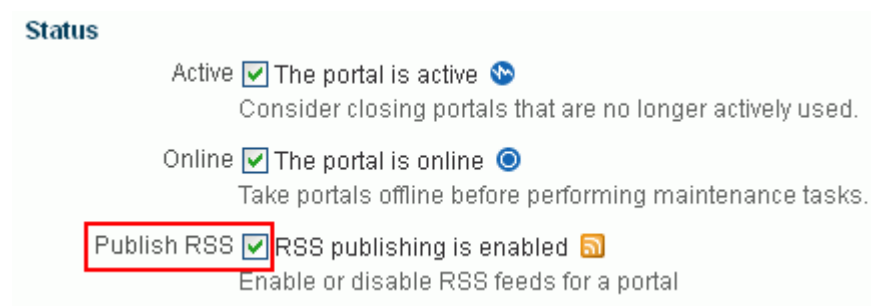 Status
Active The portal is active
Consider closing portals that are no longer actively used.
Online The portal is online
Take portals offline before performing maintenance tasks.
Publish RSS RSS publishing is enabled
Enable or disable RSS feeds for a portal